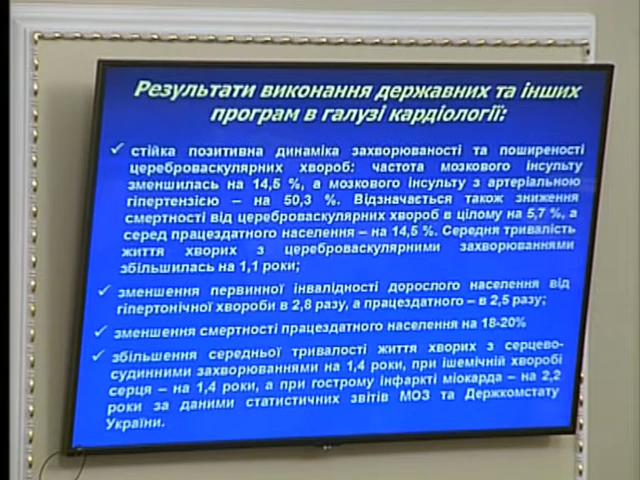 Результати виконання державних та інших
програм в галузі кардіології:
✓ стійка позитивна динаміка захворюваності та поширеності
цереброваскулярних хвороб: частота мозкового інсульту
зменшилась на 14,5 %, а мозкового інсульту з артеріальною
гіпертензією – на 50,3 %. Відзначається також зниження
смертності від цереброваскулярних хвороб в цілому на 5,7 %, а
серед працездатного населення – на 14,5 %. Середня тривалість
життя хворих з цереброваскулярними захворюваннями
збільшилась на 1,1 роки;
✓ зменшення первинної інвалідності дорослого населення від
гіпертонічної хвороби в 2,8 разу, а працездатного – в 2,5 разу;
✓ зменшення смертності працездатного населення на 18-20%
✓ збільшення середньої тривалості життя хворих з серцево-
судинними захворюваннями на 1,4 роки, при ішемічній хворобі
серця – на 1,4 роки, а при гострому інфаркті міокарда – на 2,2
роки за даними статистичних звітів МОЗ та Держкомстату
України.